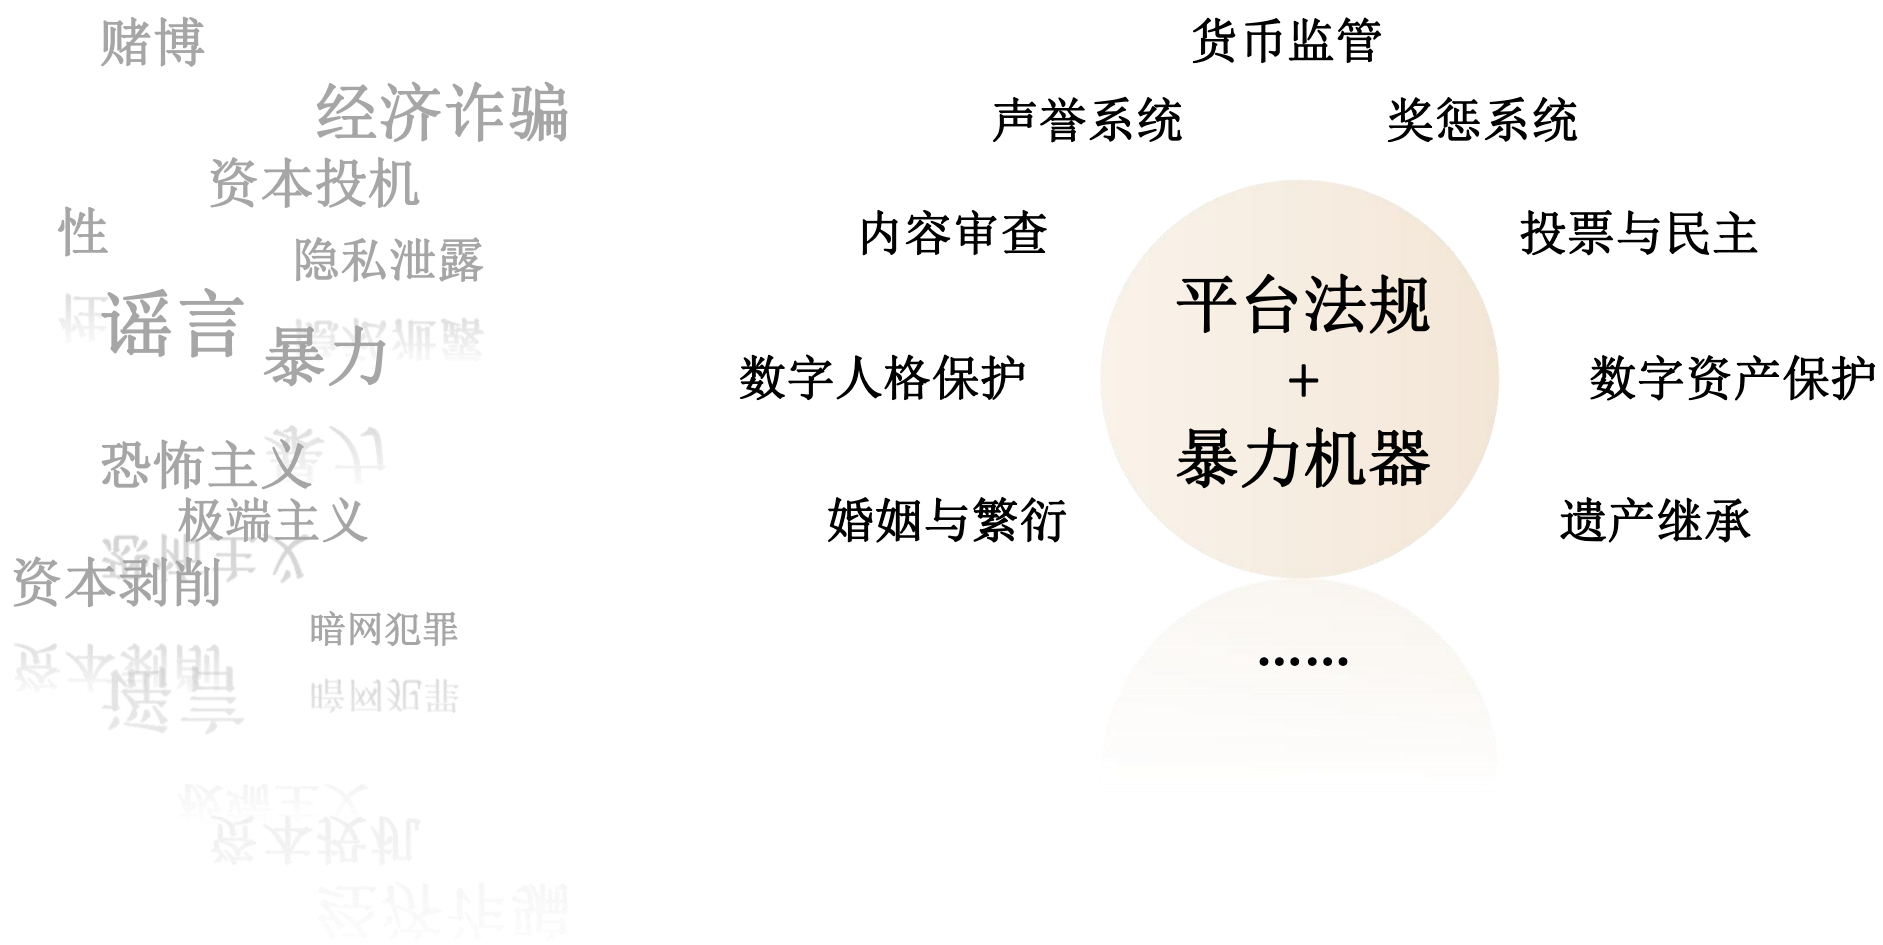 赌博
经济诈骗
资本投机
性
隐私泄露
谣言
暴力
恐怖主义
极端主义
资本剥削
暗网犯罪
货币监管
声誉系统
奖惩系统
内容审查
投票与民主
数字人格保护
数字资产保护
婚姻与繁衍
遗产继承
平台法规
+
暴力机器
……